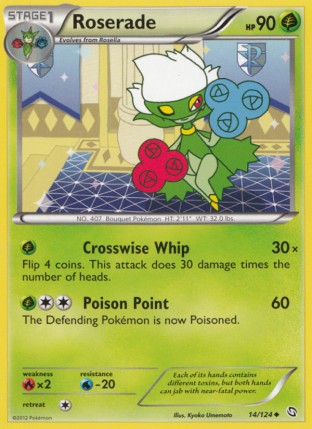 STAGE1
Roserade
HP 90
Evolves from Roselia
NO. 407 Bouquet Pokémon HT. 2'11" WT. 32.0 lbs.
Crosswise Whip 30×
Flip 4 coins. This attack does 30 damage times the
number of heads.
Poison Point 60
The Defending Pokémon is now Poisoned.
weakness
×2
resistance
-20
retreat
Each of its hands contains
different toxins, but both hands
can jab with near-fatal power.
©2012 Pokémon
Illus. Kyoko Umemoto
14/124